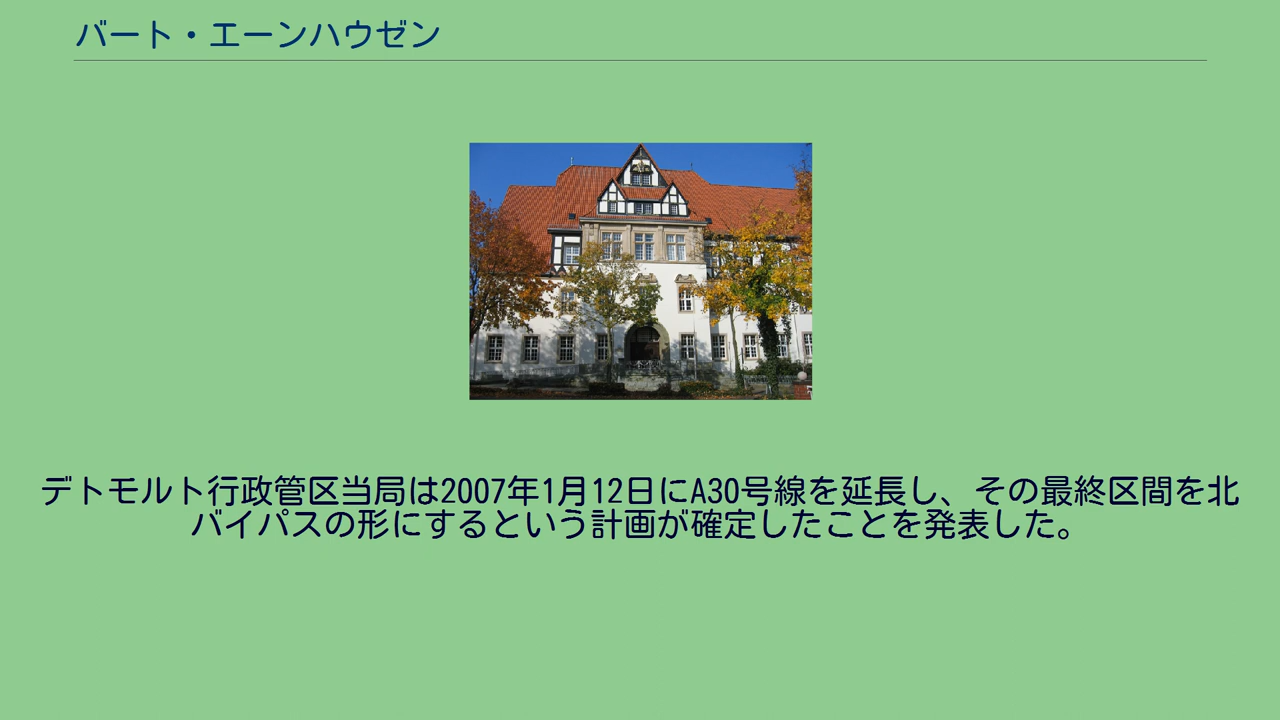 バート・エーンハウゼン
デトモルト行政管区当局は2007年1月12日にA30号線を延長し、その最終区間を北
バイパスの形にするという計画が確定したことを発表した。